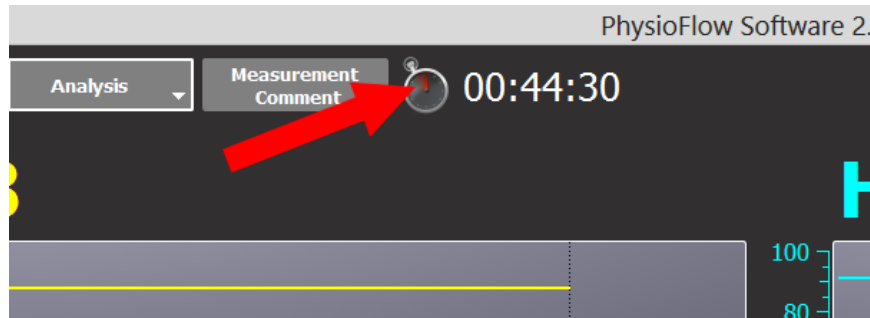 PhysioFlow Software 2.
Analysis
Measurement
Comment
00:44:30
100
80